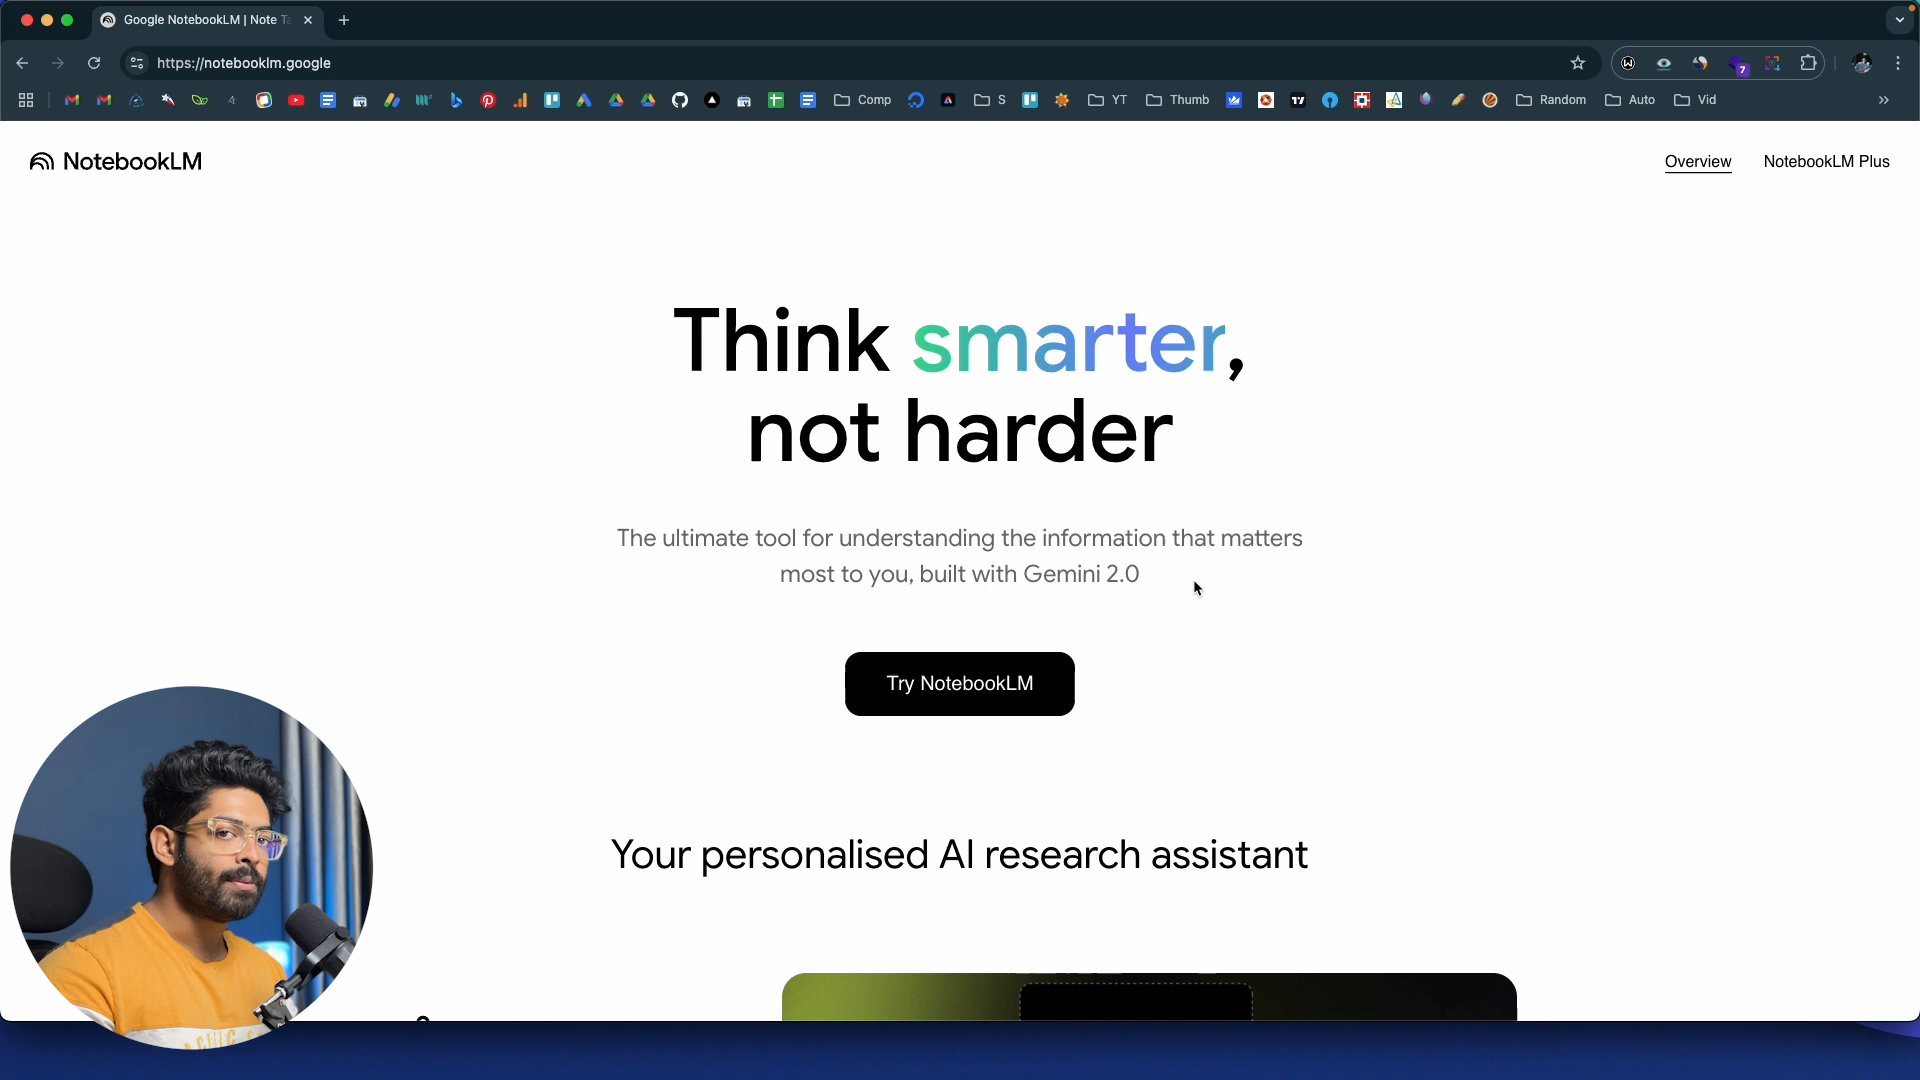 Google NotebookLM | Note Ta
https://notebooklm.google
7
Comp
S
YT
Thumb
Random
Auto
Vid
NotebookLM
Overview
NotebookLM Plus
Think smarter,
not harder
The ultimate tool for understanding the information that matters
most to you, built with Gemini 2.0
Try NotebookLM
Your personalised AI research assistant